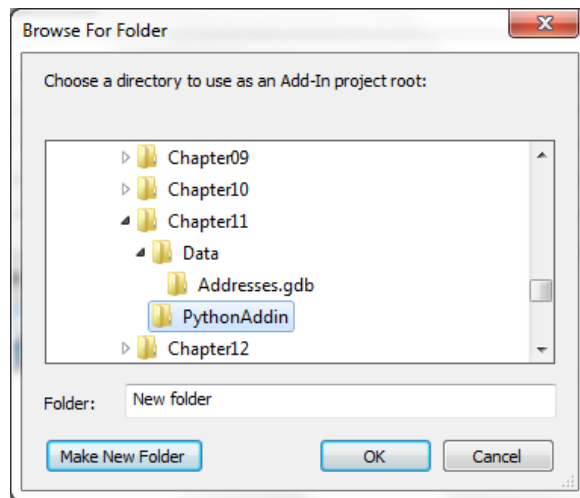 Browse For Folder
Choose a directory to use as an Add-In project root:
Chapter09
Chapter10
Chapter11
Data
Addresses.gdb
PythonAddin
Chapter12
Folder: New folder
Make New Folder OK Cancel